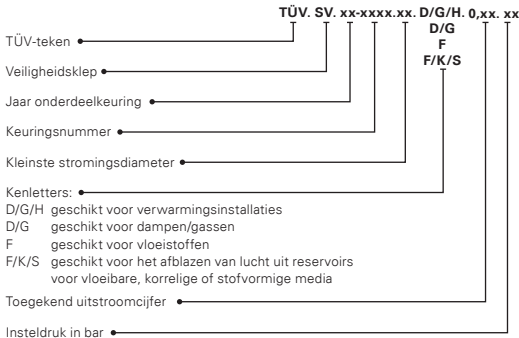 TÜV. SV. xx-xxxx.xx. D/G/H. 0,xx. xx
D/G
F
F/K/S
TÜV-teken
Veiligheidsklep
Jaar onderdeelkeuring
Keuringsnummer
Kleinste stromingsdiameter
Kenletters:
D/G/H geschikt voor verwarmingsinstallaties
D/G geschikt voor dampen/gassen
F geschikt voor vloeistoffen
F/K/S geschikt voor het afblazen van lucht uit reservoirs
voor vloeibare, korrelige of stofvormige media
Toegekend uitstroomcijfer
Insteldruk in bar